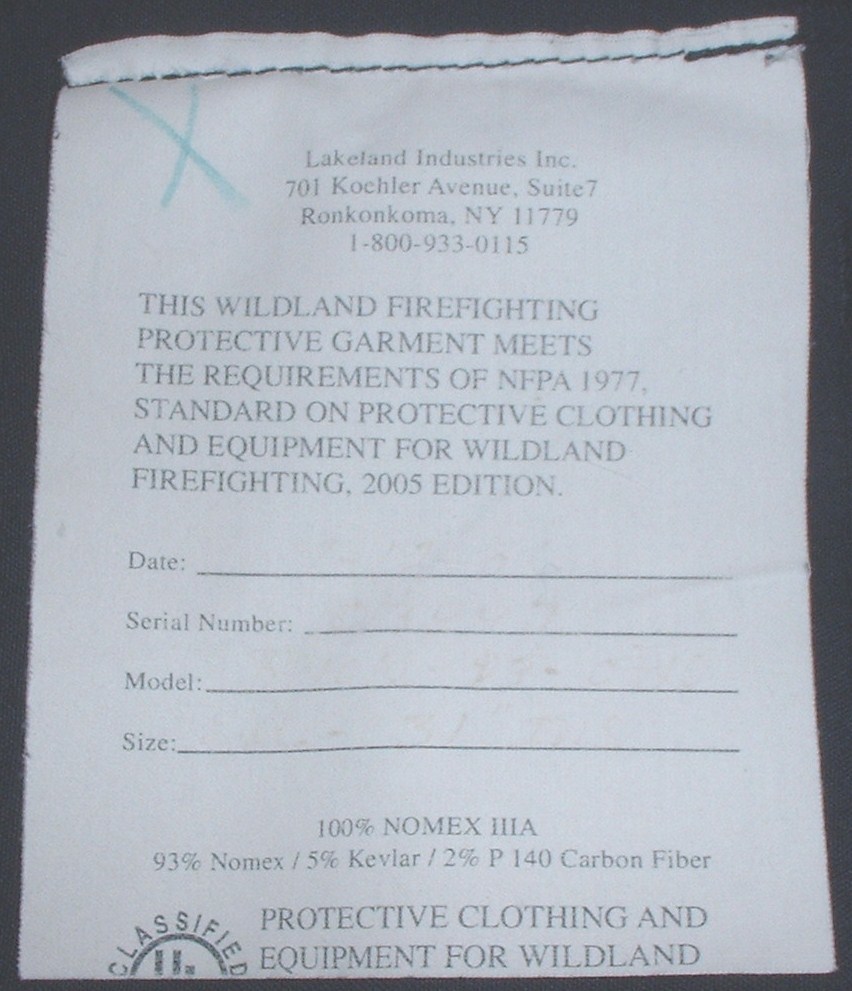 Lakeland Industries Inc.
701 Koehler Avenue, Suite7
Ronkonkoma, NY 11779
1-800-933-0115
THIS WILDLAND FIREFIGHTING
PROTECTIVE GARMENT MEETS
THE REQUIREMENTS OF NFPA 1977,
STANDARD ON PROTECTIVE CLOTHING
AND EQUIPMENT FOR WILDLAND
FIREFIGHTING, 2005 EDITION.
Date:
Serial Number:
Model:
Size:
100% NOMEX IIIA
93% Nomex / 5% Kevlar / 2% P 140 Carbon Fiber
CLASSIFIED
UL
PROTECTIVE CLOTHING AND
EQUIPMENT FOR WILDLAND